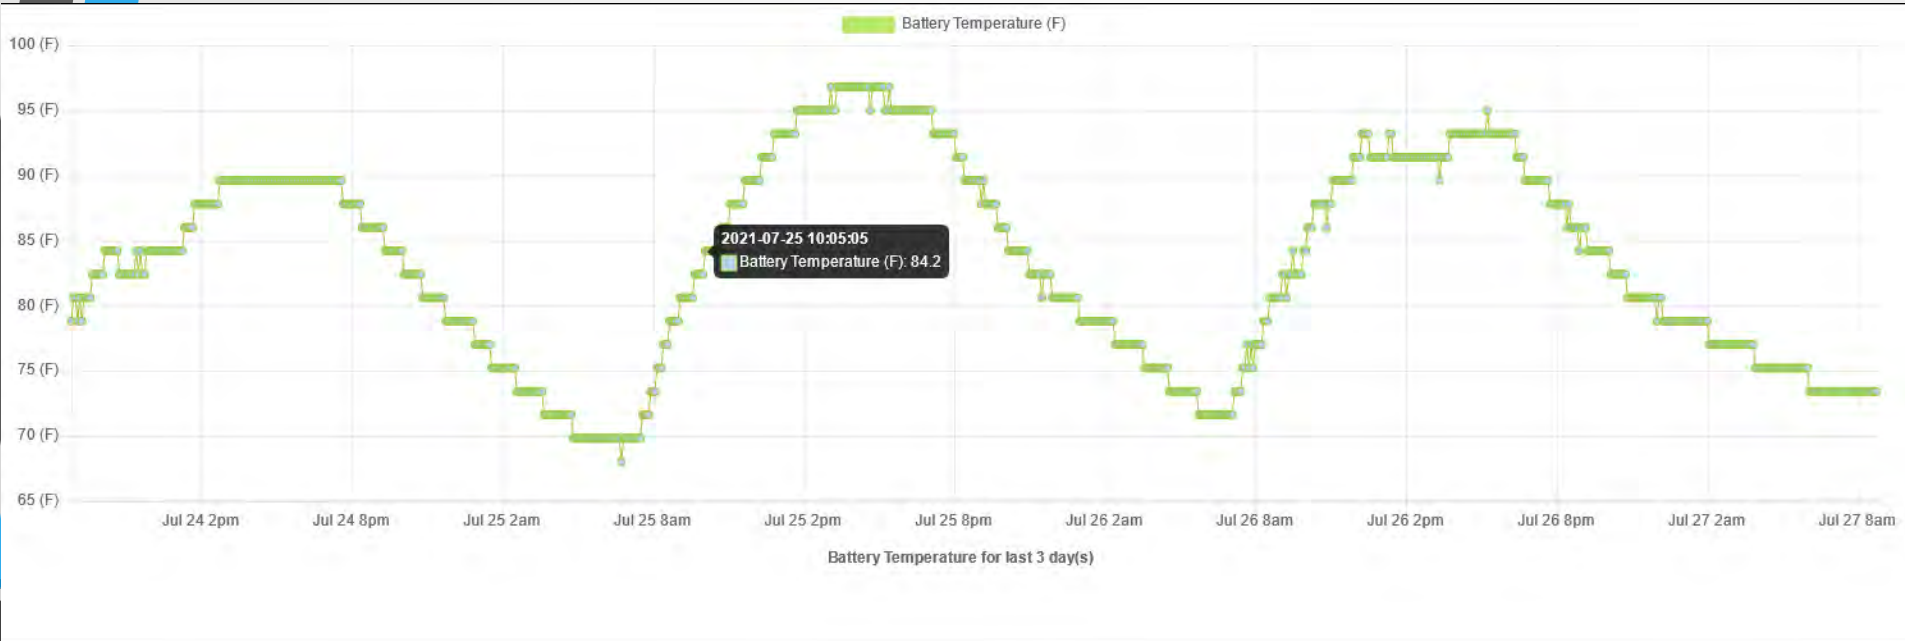 Battery Temperature (F)
100 (F)
95 (F)
90 (F)
85 (F)
80 (F)
75 (F)
70 (F)
65 (F)
2021-07-25 10:05:05
Battery Temperature (F): 84.2
Jul 24 2pm
Jul 24 8pm
Jul 25 2am
Jul 25 8am
Jul 25 2pm
Jul 25 8pm
Jul 26 2am
Jul 26 8am
Jul 26 2pm
Jul 26 8pm
Jul 27 2am
Jul 27 8am
Battery Temperature for last 3 day(s)